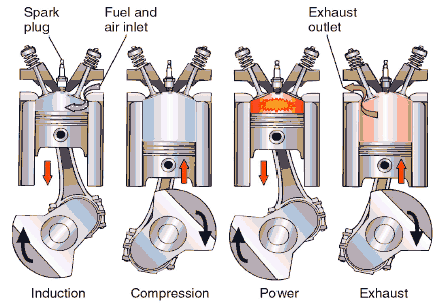 Spark
plug
Fuel and
air inlet
Exhaust
outlet
Induction
Compression
Power
Exhaust